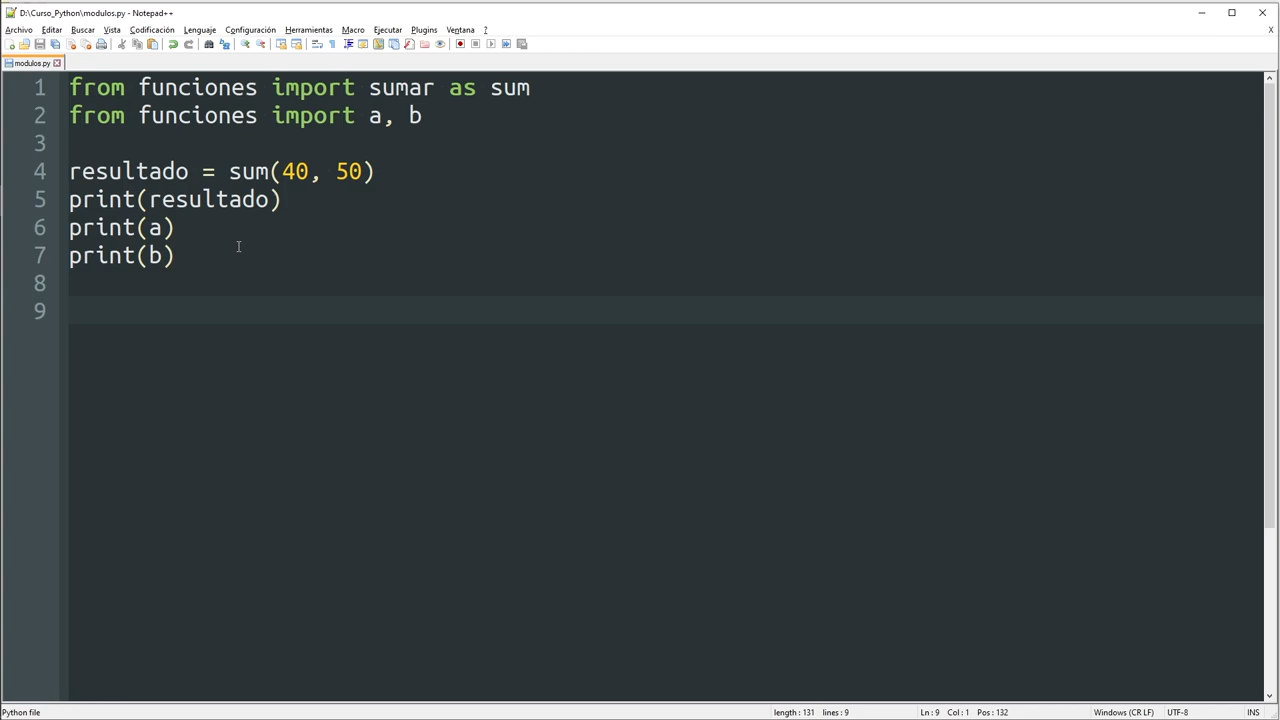 D:\Curso_Python\modulos.py - Notepad++
Archivo Editar Buscar Vista Codificación Lenguaje Configuración Herramientas Macro Ejecutar Plugins Ventana ? X
modulos.py
1 from funciones import sumar as sum
2 from funciones import a, b
3
4 resultado = sum(40, 50)
5 print(resultado)
6 print(a)
7 print(b)
8
9
Python file length : 131 lines : 9 Ln : 9 Col : 1 Pos : 132 Windows (CR LF) UTF-8 INS